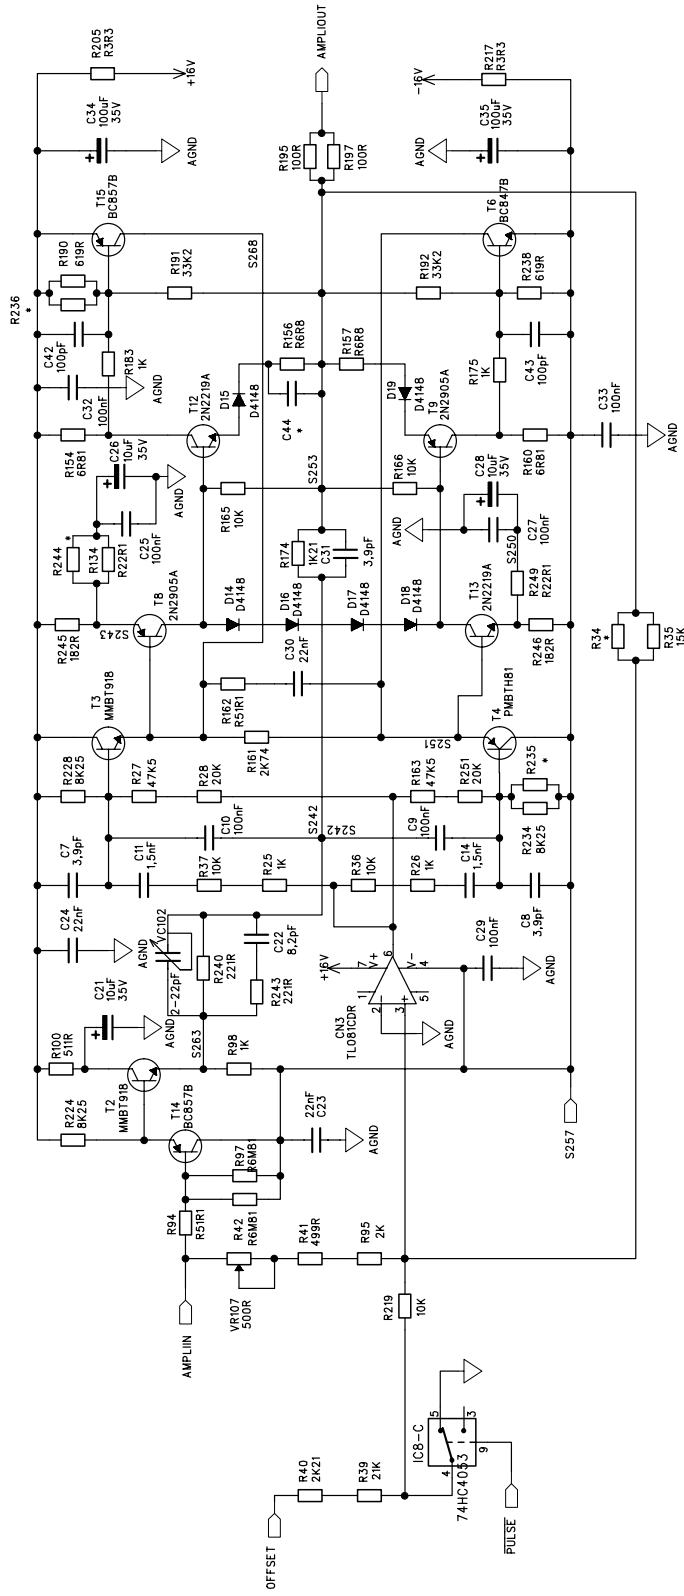 R205
R3R3
+16V
AMPLIOUT
-16V
R217
R3R3
C34
100uF
35V
AGND
R195
100R
R197
100R
AGND
C35
100uF
35V
T15
BC857B
T6
BC847B
R190
619R
R236
*
R191
33K2
S268
R192
33K2
R238
619R
C42
100pF
R183
1K
R156
R6R8
R157
R6R8
R175
1K
C43
100pF
C32
100nF
AGND
T12
2N2219A
D15
D4148
C44
*
D19
D4148
T9
2N2905A
C33
100nF
AGND
R154
6R81
C26
10uF
35V
AGND
R165
10K
S253
R166
10K
R160
6R81
C28
10uF
35V
AGND
R244
*
R134
R22R1
C25
100nF
R174
1K21
C31
3,9pF
C27
100nF
S250
R249
R22R1
R245
182R
S243
T8
2N2905A
D14
D4148
D16
D4148
D17
D4148
D18
D4148
T13
2N2219A
R246
182R
R34
*
R35
15K
T3
MMBT918
R162
R51R1
C30
22nF
R161
2K74
S251
T4
PMBTH81
R228
8K25
R27
47K5
R28
20K
S242
S242
R163
47K5
R251
20K
R235
*
R234
8K25
C7
3,9pF
C11
1,5nF
C10
100nF
R37
10K
R25
1K
R36
10K
C9
100nF
R26
1K
C14
1,5nF
C8
3,9pF
C24
22nF
AGND
VC102
2-22pF
R240
221R
C22
8,2pF
R243
221R
+16V
7
V+
6
V-
4
1
2
-
3
+
5
CN3
TL081CDR
AGND
C29
100nF
AGND
C21
10uF
35V
AGND
R100
511R
T2
MMBT918
S263
R98
1K
R224
8K25
T14
BC857B
22nF
C23
AGND
S257
R97
R6M81
R94
R51R1
R42
R6M81
AMPLIIN
VR107
500R
R41
499R
R95
2K
R219
10K
IC8-C
5
3
4
9
74HC4053
OFFSET
R40
2K21
R39
21K
PULSE